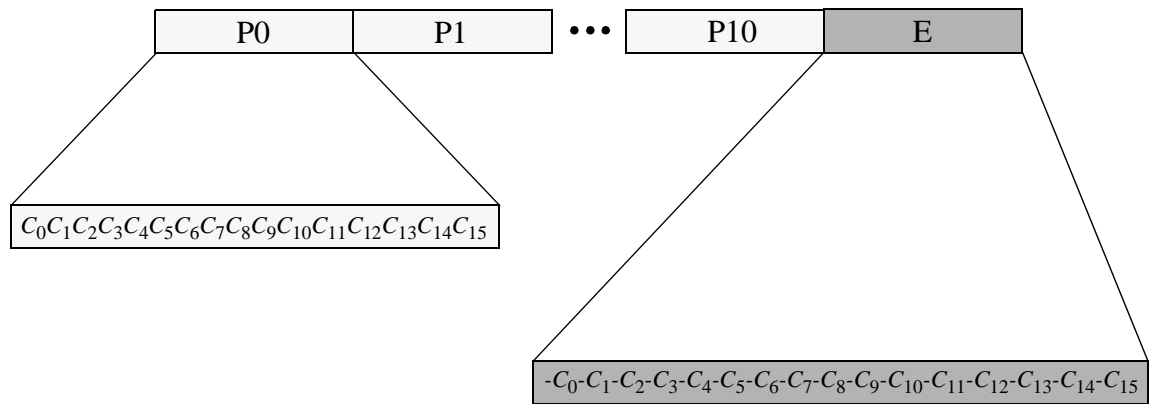 P0 P1 ••• P10 E
C₀C₁C₂C₃C₄C₅C₆C₇C₈C₉C₁₀C₁₁C₁₂C₁₃C₁₄C₁₅
-C₀-C₁-C₂-C₃-C₄-C₅-C₆-C₇-C₈-C₉-C₁₀-C₁₁-C₁₂-C₁₃-C₁₄-C₁₅